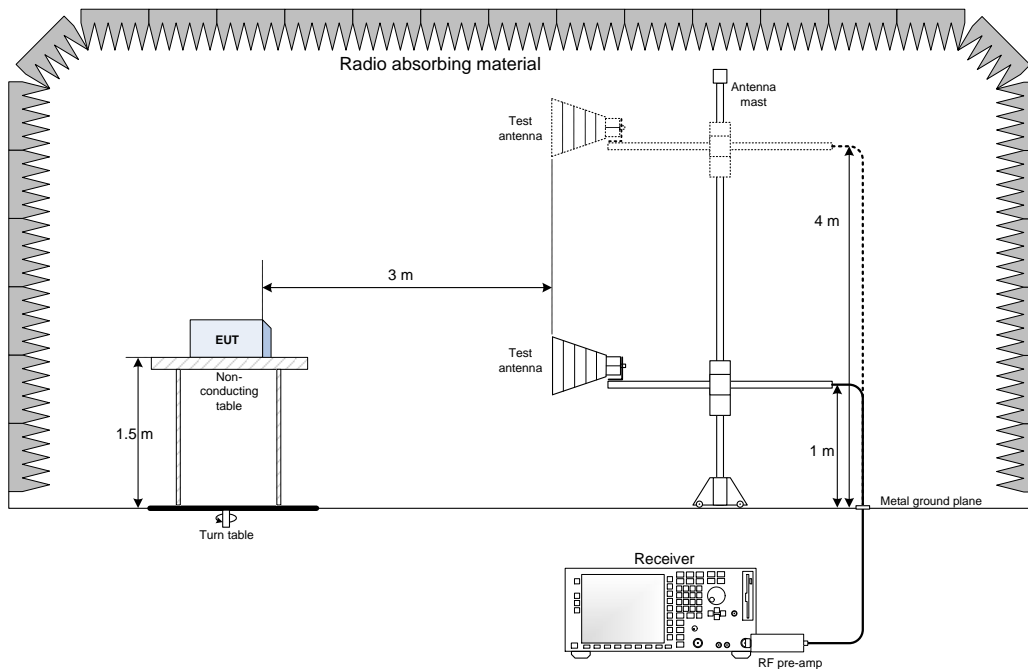 Radio absorbing material
Antenna
mast
Test
antenna
4 m
3 m
EUT
Test
antenna
Non-
conducting
table
1.5 m
1 m
Metal ground plane
Turn table
Receiver
RF pre-amp